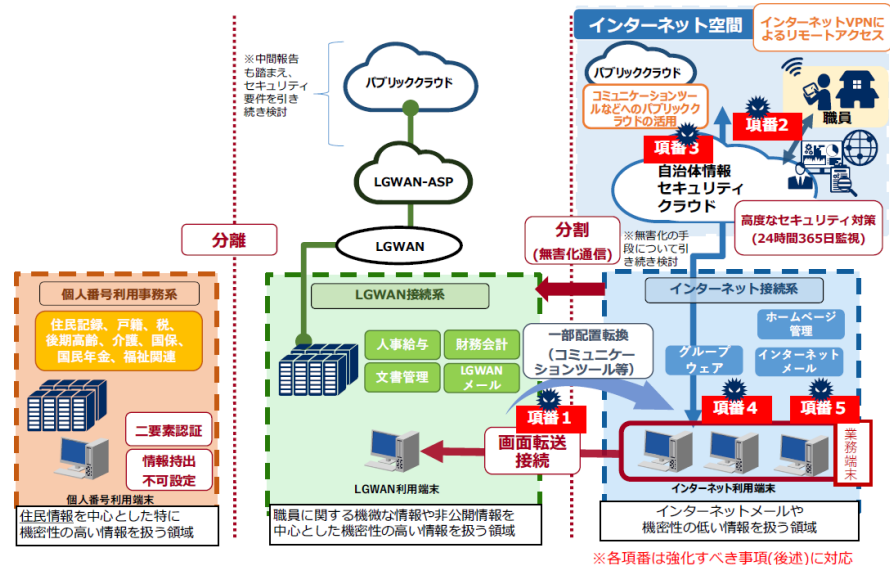 インターネット空間
インターネットVPNに
よるリモートアクセス
※中間報告
も踏まえ、
セキュリティ
要件を引き
続き検討
パブリッククラウド
パブリッククラウド
コミュニケーションツー
ルなどへのパブリックク
ラウドの活用
項番2
職員
項番3
自治体情報
セキュリティ
クラウド
LGWAN-ASP
高度なセキュリティ対策
(24時間365日監視)
分離
LGWAN
分割
(無害化通信)
※無害化の手
段について引
き続き検討
個人番号利用事務系
住民記録、戸籍、税、
後期高齢、介護、国保、
国民年金、福祉関連
二要素認証
情報持出
不可設定
個人番号利用端末
住民情報を中心とした特に
機密性の高い情報を扱う領域
LGWAN接続系
人事給与
財務会計
文書管理
LGWAN
メール
一部配置転換
(コミュニケー
ションツール等)
項番1
画面転送
接続
LGWAN利用端末
職員に関する機微な情報や非公開情報を
中心とした機密性の高い情報を扱う領域
インターネット接続系
ホームページ
管理
グループ
ウェア
インターネット
メール
項番4
項番5
業務端末
インターネット利用端末
インターネットメールや
機密性の低い情報を扱う領域
※各項番は強化すべき事項(後述)に対応